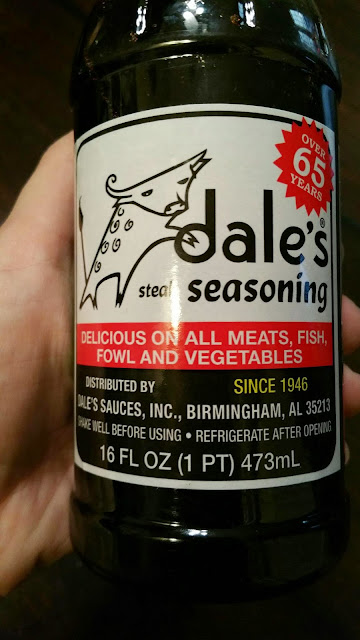 OVER
65
YEARS
dale's®
steak seasoning
DELICIOUS ON ALL MEATS, FISH,
FOWL AND VEGETABLES
DISTRIBUTED BY SINCE 1946
DALE'S SAUCES, INC., BIRMINGHAM, AL 35213
SHAKE WELL BEFORE USING • REFRIGERATE AFTER OPENING
16 FL OZ (1 PT) 473mL